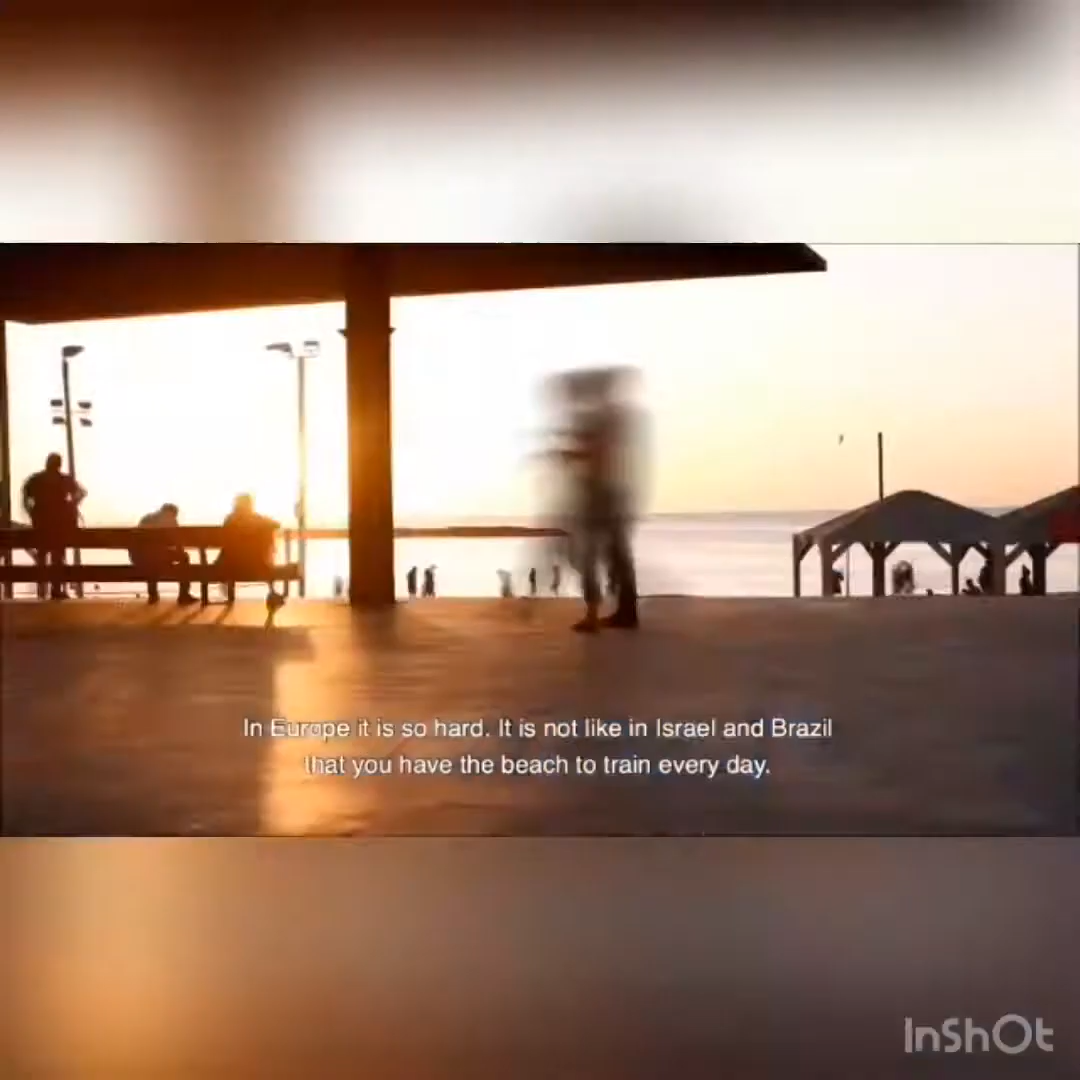 In Europe it is so hard. It is not like in Israel and Brazil
that you have the beach to train every day.
InShOt